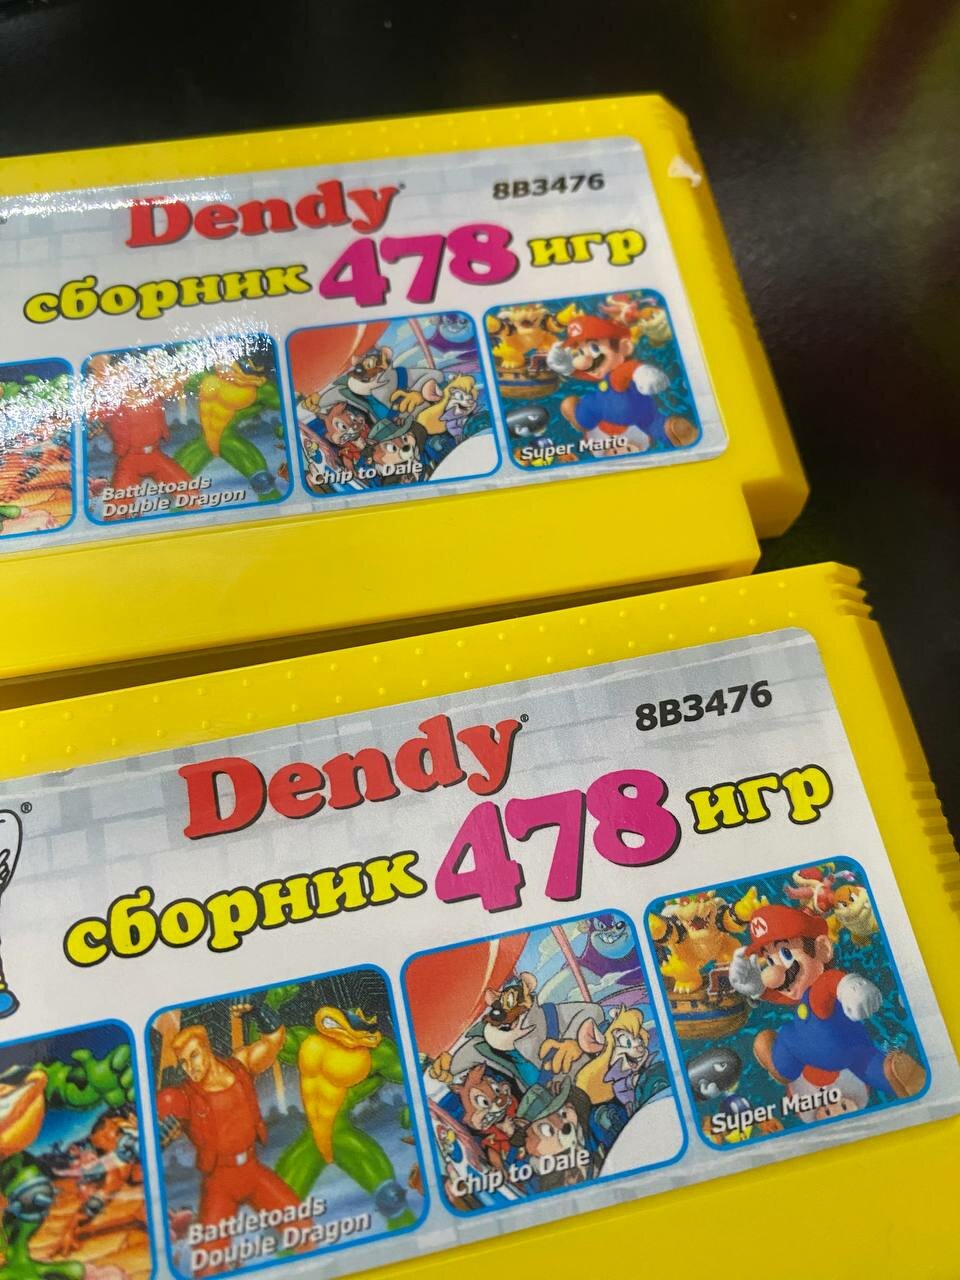 Dendy
8B3476
сборник 478 игр
Battletoads
Double Dragon
Chip to Dale
Super Mario
Dendy®
8B3476
сборник 478 игр
®
Battletoads
Double Dragon
Chip to Dale
Super Mario